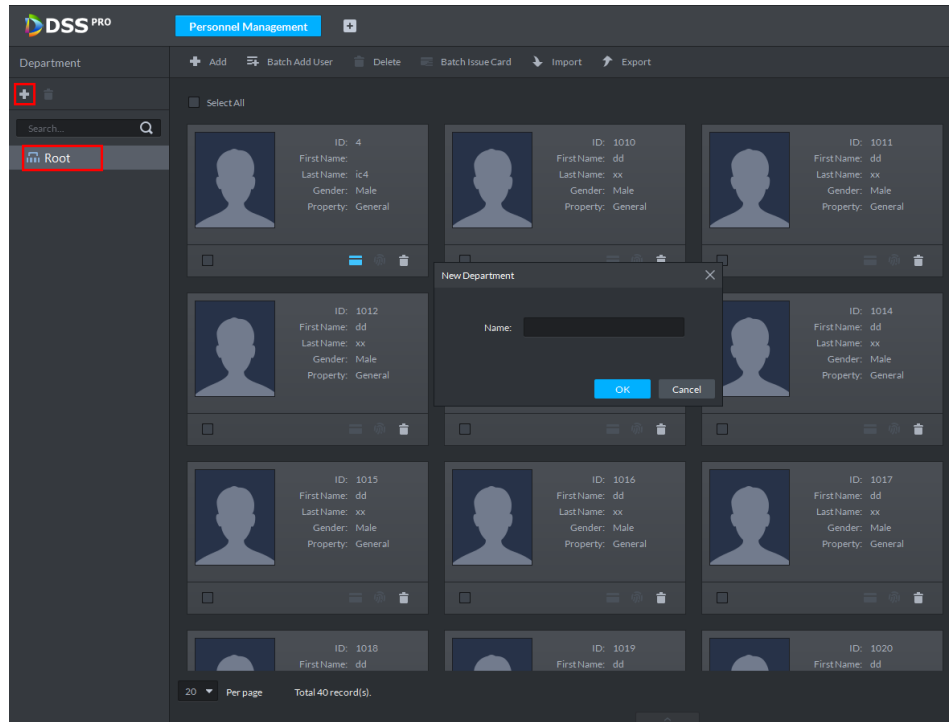 DSS PRO
Personnel Management
Department
Add
Batch Add User
Delete
Batch Issue Card
Import
Export
Search...
Root
Select All
ID: 4
First Name:
Last Name: ic4
Gender: Male
Property: General
ID: 1010
First Name: dd
Last Name: xx
Gender: Male
Property: General
ID: 1011
First Name: dd
Last Name: xx
Gender: Male
Property: General
ID: 1012
First Name: dd
Last Name: xx
Gender: Male
Property: General
New Department
Name:
OK
Cancel
ID: 1014
First Name: dd
Last Name: xx
Gender: Male
Property: General
ID: 1015
First Name: dd
Last Name: xx
Gender: Male
Property: General
ID: 1016
First Name: dd
Last Name: xx
Gender: Male
Property: General
ID: 1017
First Name: dd
Last Name: xx
Gender: Male
Property: General
ID: 1018
First Name: dd
ID: 1019
First Name: dd
ID: 1020
First Name: dd
20
Per page
Total 40 record(s).